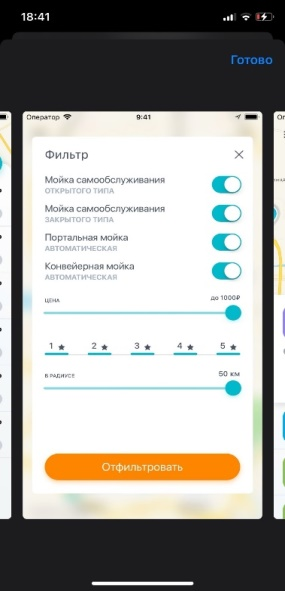 18:41
Готово
Оператор
9:41
Фильтр
Мойка самообслуживания
ОТКРЫТОГО ТИПА
Мойка самообслуживания
ЗАКРЫТОГО ТИПА
Портальная мойка
АВТОМАТИЧЕСКАЯ
Конвейерная мойка
АВТОМАТИЧЕСКАЯ
ЦЕНА
до 1000₽
1 ★ 2 ★ 3 ★ 4 ★ 5 ★
В РАДИУСЕ
50 км
Отфильтровать